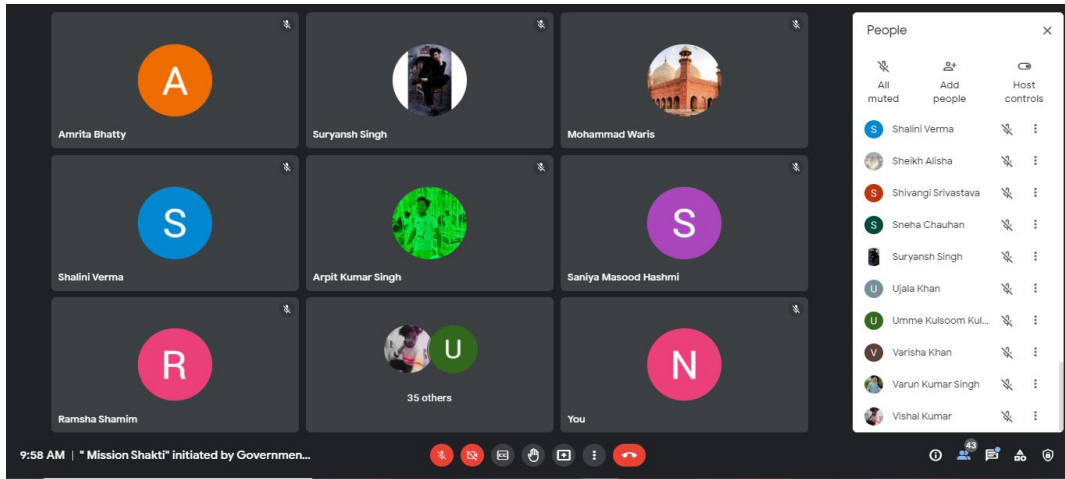 A
Amrita Bhatty
Suryansh Singh
Mohammad Waris
S
Shalini Verma
Arpit Kumar Singh
S
Saniya Masood Hashmi
R
Ramsha Shamim
U
35 others
N
You
People
All muted
Add people
Host controls
S Shalini Verma
Sheikh Alisha
S Shivangi Srivastava
S Sneha Chauhan
Suryansh Singh
U Ujala Khan
U Umme Kulsoom Kul...
V Varisha Khan
Varun Kumar Singh
Vishal Kumar
9:58 AM | " Mission Shakti" initiated by Governmen...
CC
43